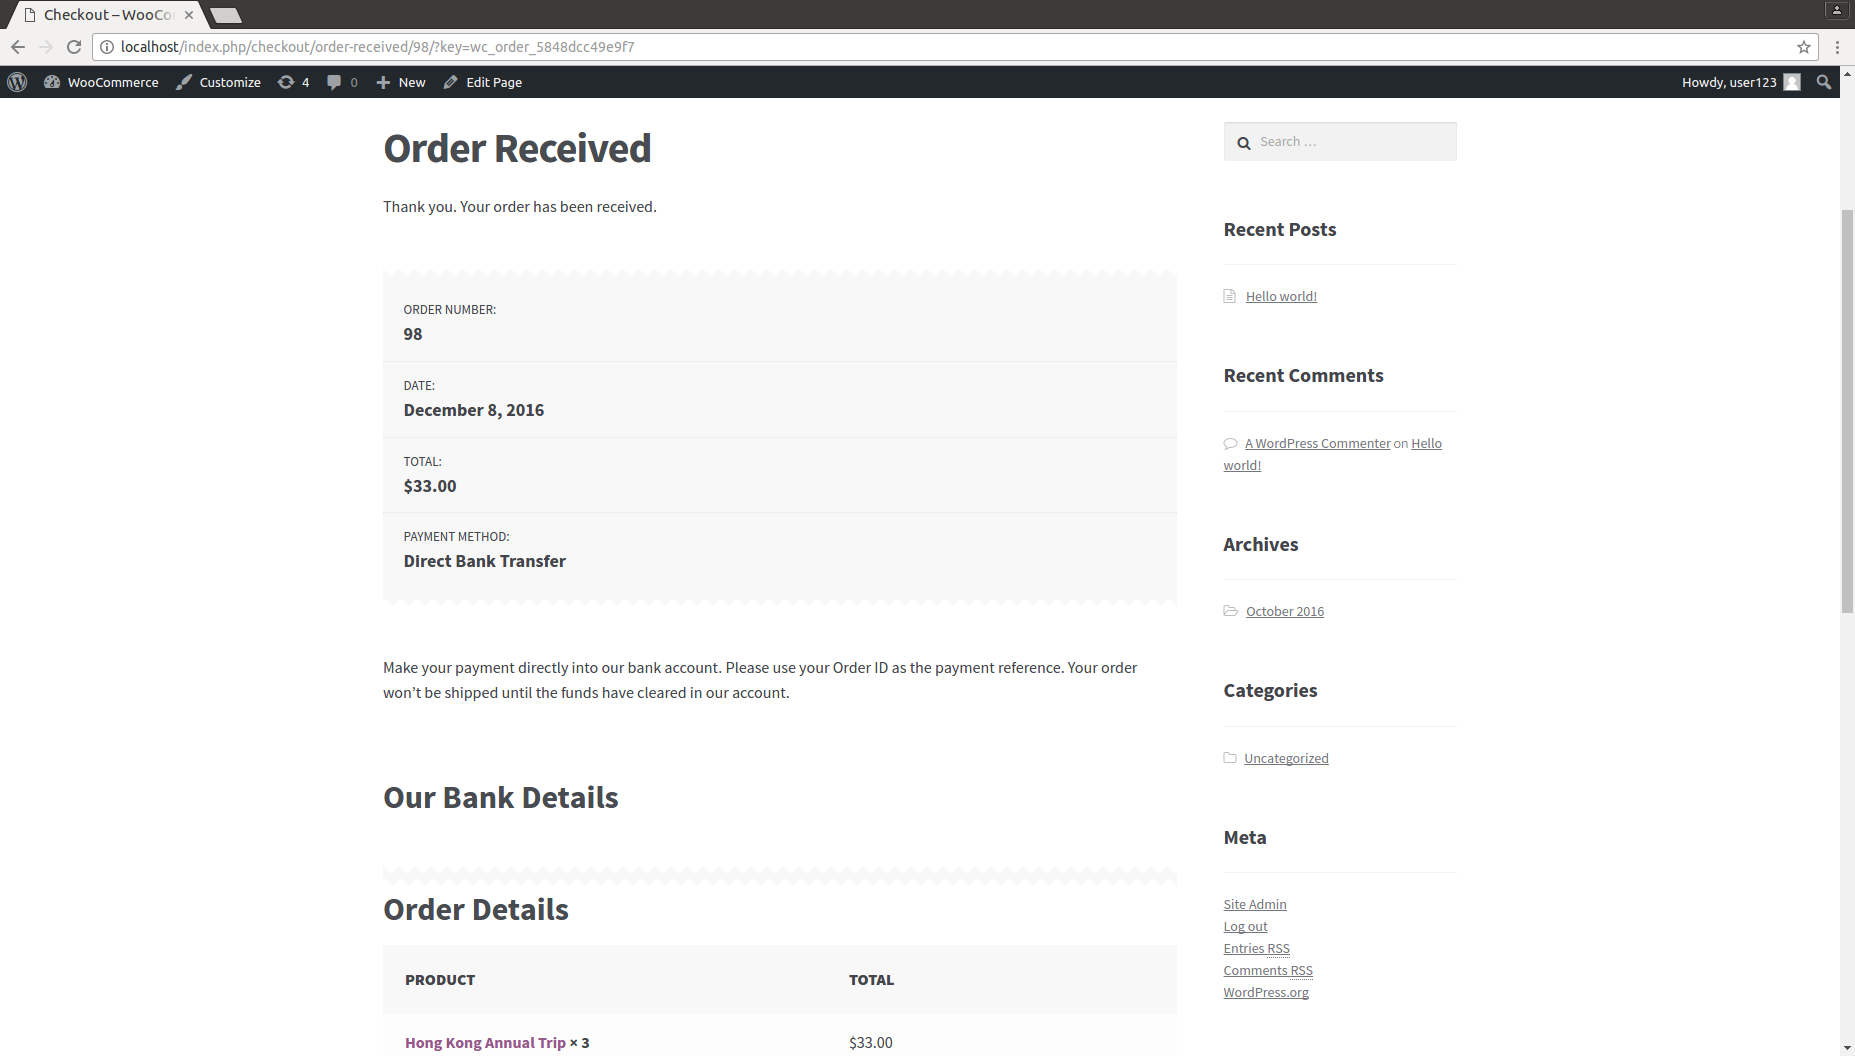 Checkout – WooCo
localhost/index.php/checkout/order-received/98/?key=wc_order_5848dcc49e9f7
WooCommerce Customize 4 0 New Edit Page Howdy, user123
Order Received
Thank you. Your order has been received.
ORDER NUMBER:
98
DATE:
December 8, 2016
TOTAL:
$33.00
PAYMENT METHOD:
Direct Bank Transfer
Make your payment directly into our bank account. Please use your Order ID as the payment reference. Your order
won’t be shipped until the funds have cleared in our account.
Our Bank Details
Order Details
PRODUCT TOTAL
Hong Kong Annual Trip × 3 $33.00
Search …
Recent Posts
Hello world!
Recent Comments
A WordPress Commenter on Hello
world!
Archives
October 2016
Categories
Uncategorized
Meta
Site Admin
Log out
Entries RSS
Comments RSS
WordPress.org